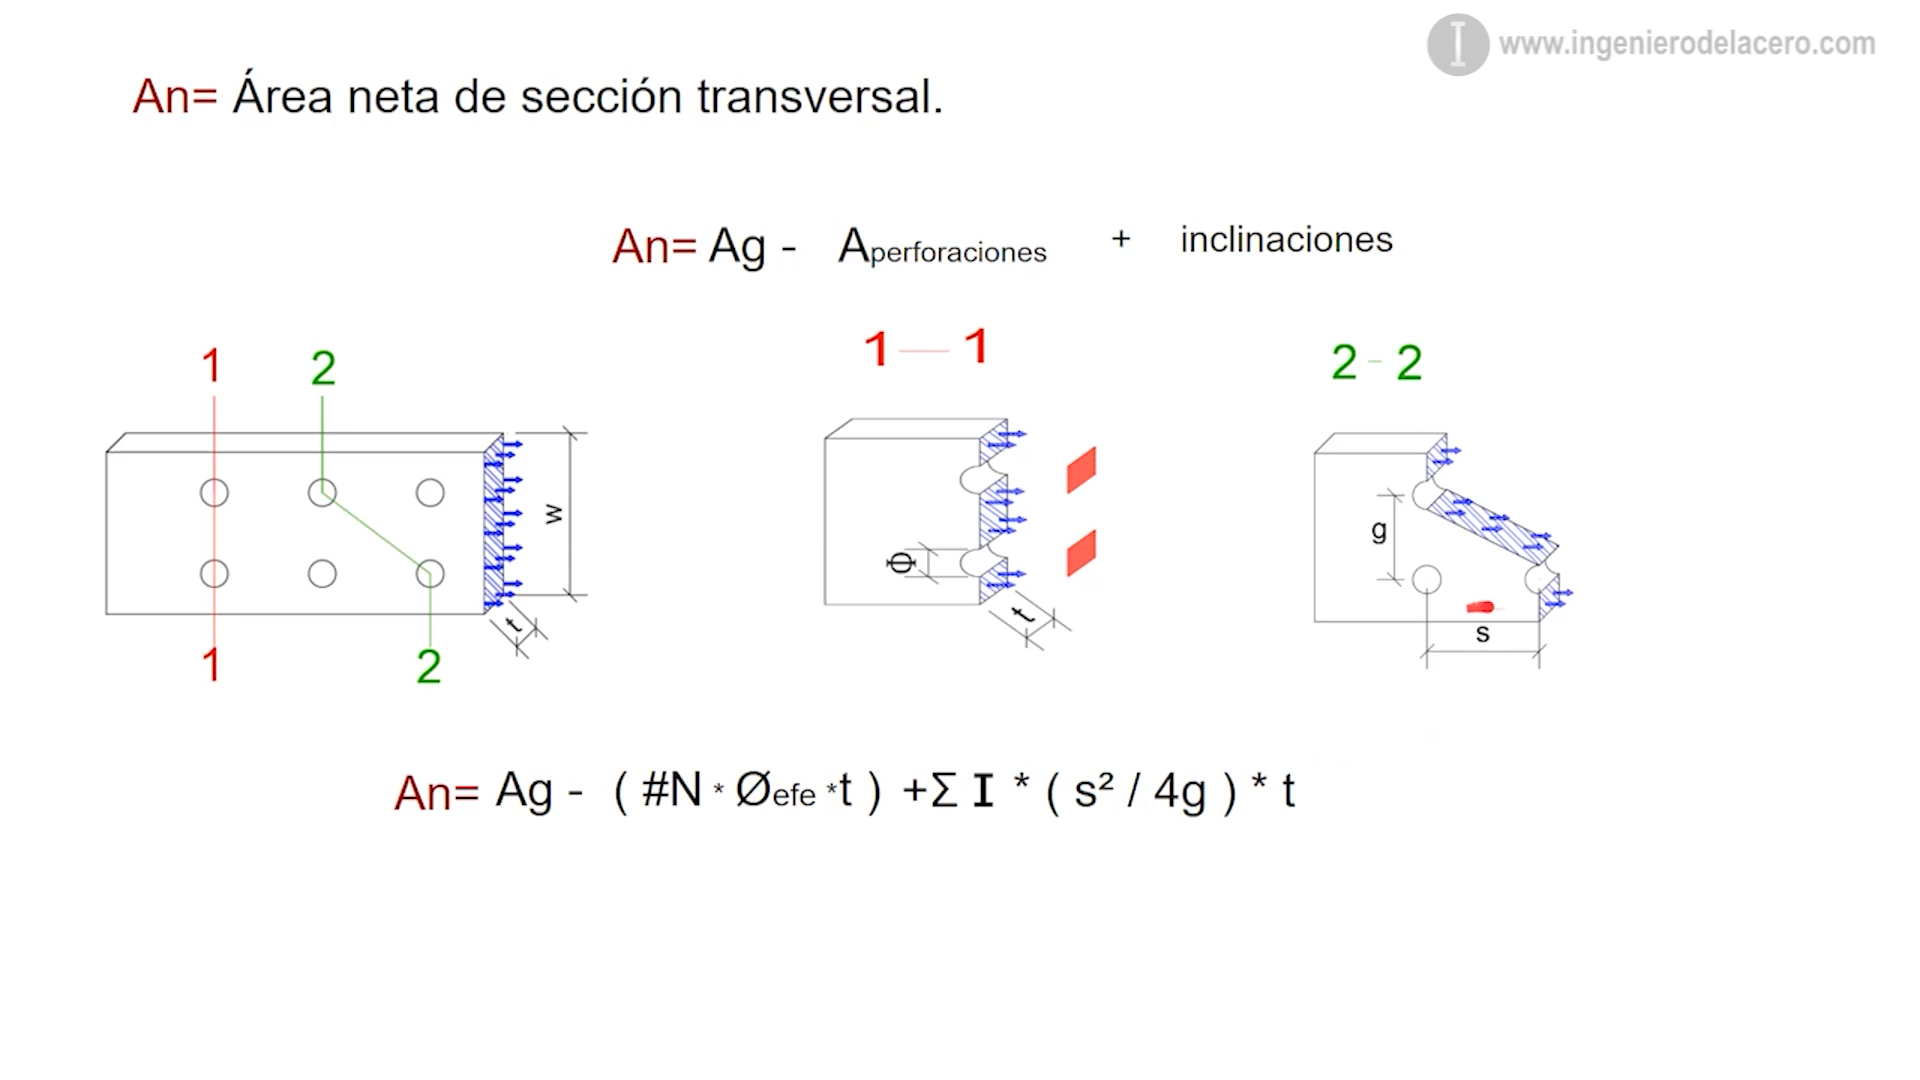 www.ingenierodelacero.com
An= Área neta de sección transversal.
An= Ag - Aperforaciones + inclinaciones
1 2
1 — 1
2 - 2
w
t
1 2
Φ
t
g
s
An= Ag - ( #N * Øefe *t ) +Σ I * ( s² / 4g ) * t